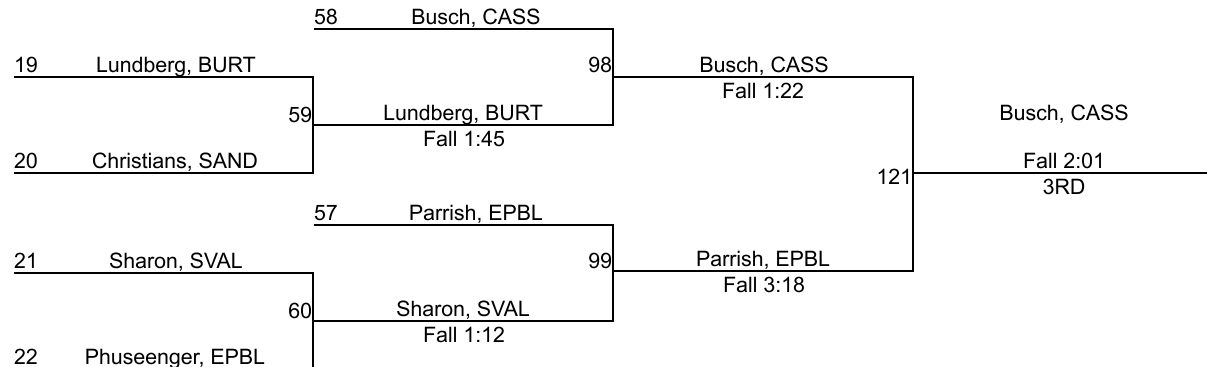 58 Busch, CASS
19 Lundberg, BURT
98
Busch, CASS
Fall 1:22
59
Lundberg, BURT
Fall 1:45
Busch, CASS
20 Christians, SAND
Fall 2:01
121
3RD
57 Parrish, EPBL
21 Sharon, SVAL
99
Parrish, EPBL
Fall 3:18
60
Sharon, SVAL
Fall 1:12
22 Phuseenger, EPBL